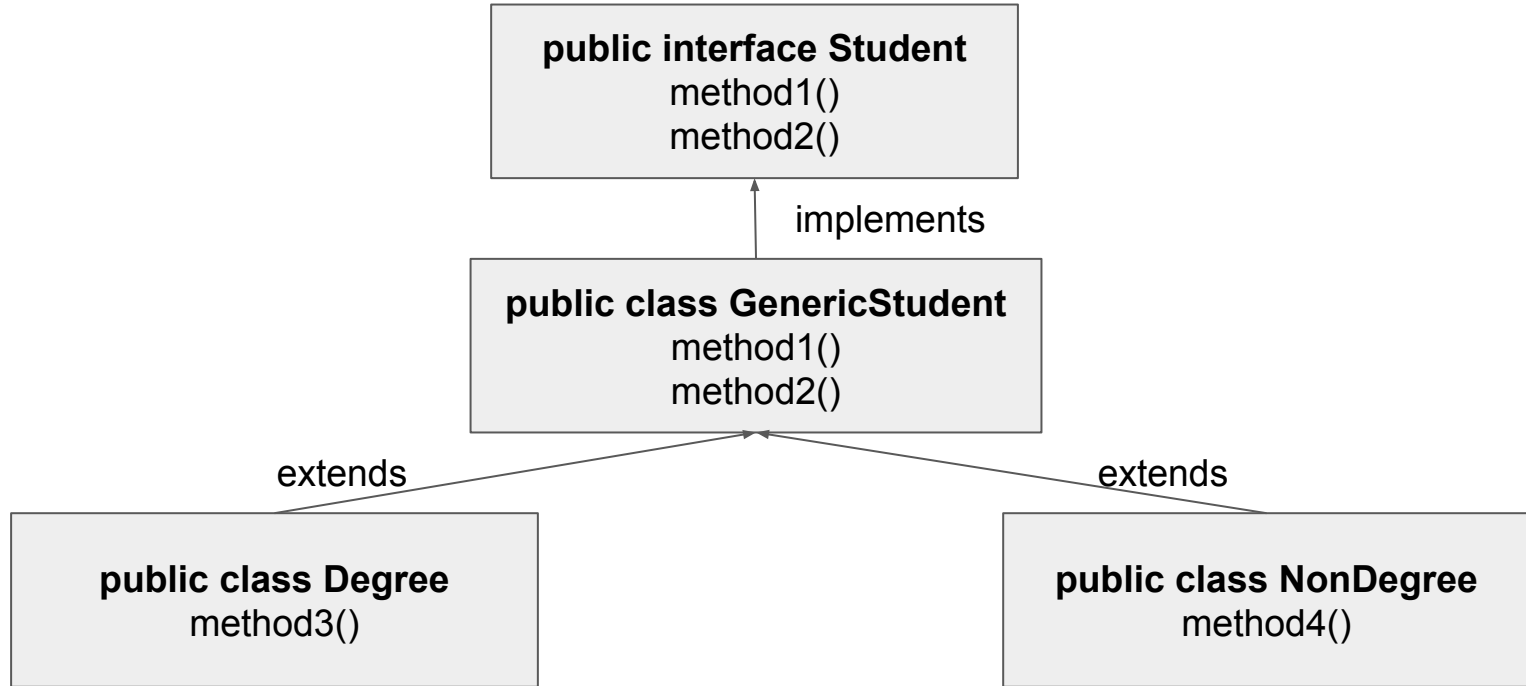 public interface Student
method1()
method2()
implements
public class GenericStudent
method1()
method2()
extends
extends
public class Degree
method3()
public class NonDegree
method4()